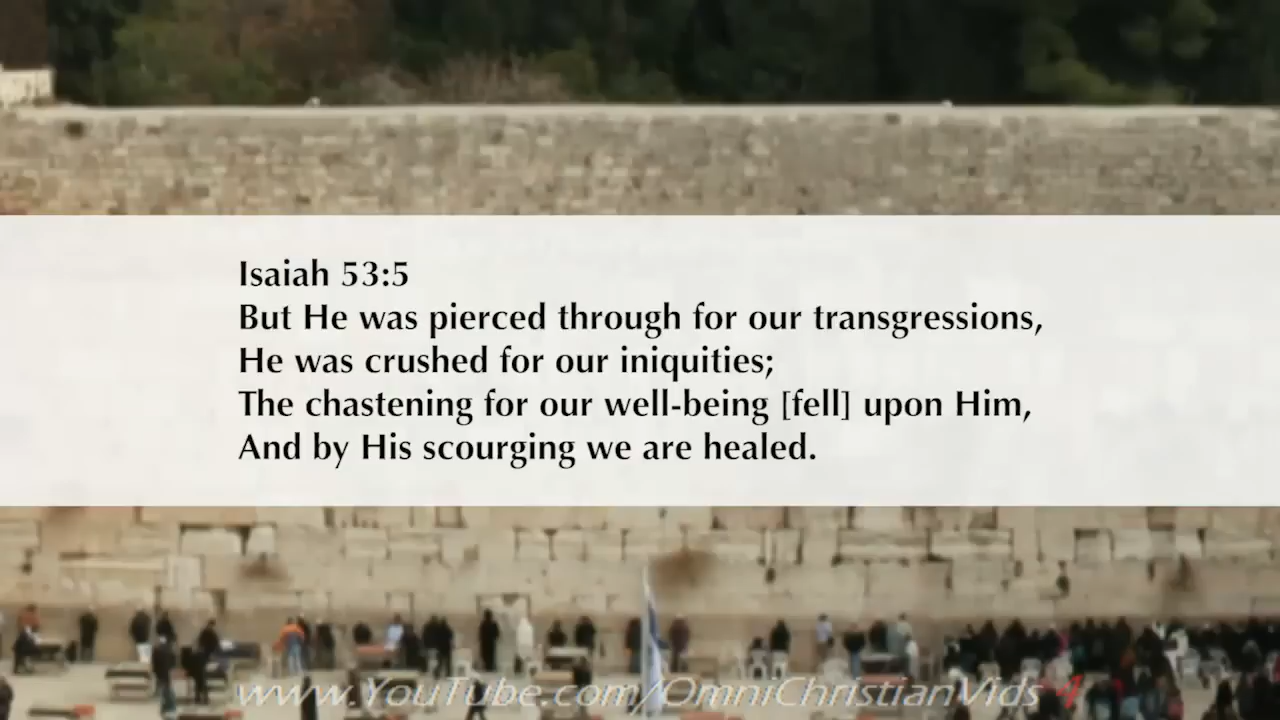 Isaiah 53:5
But He was pierced through for our transgressions,
He was crushed for our iniquities;
The chastening for our well-being [fell] upon Him,
And by His scourging we are healed.
www.YouTube.com/OmniChristianVids 4